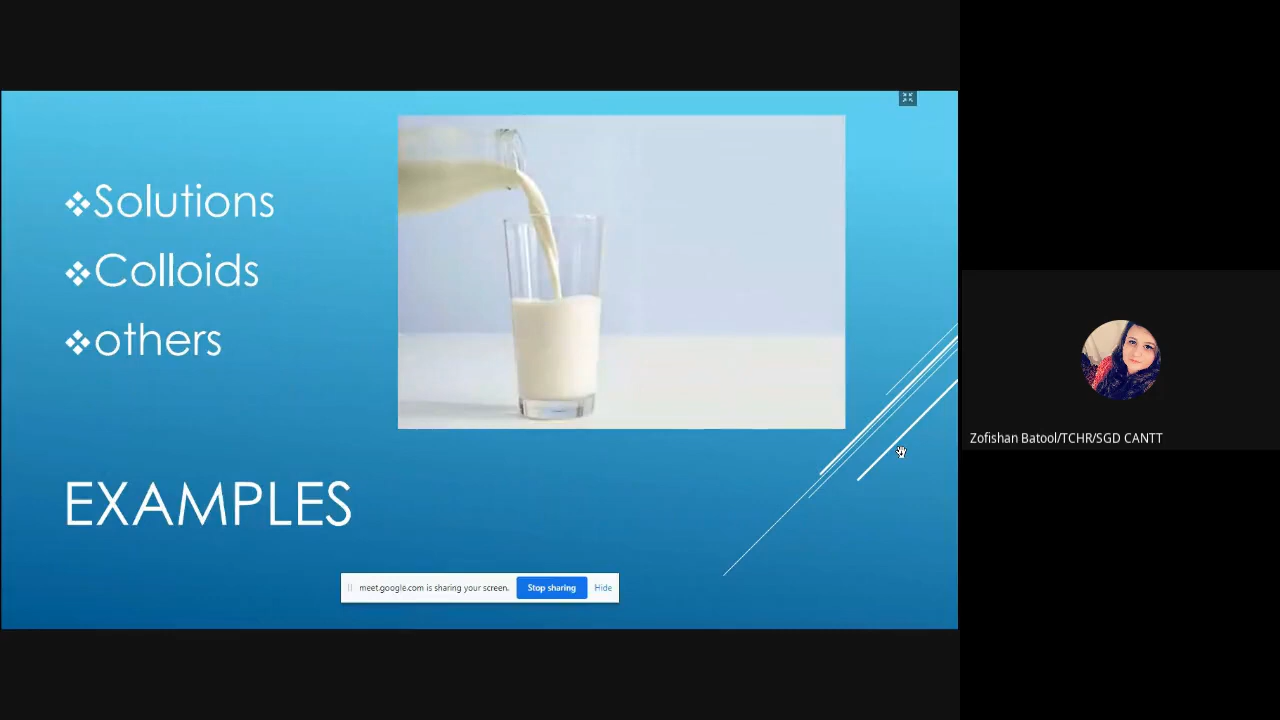 ❖Solutions
❖Colloids
❖others
EXAMPLES
meet.google.com is sharing your screen. Stop sharing Hide
Zofishan Batool/TCHR/SGD CANTT